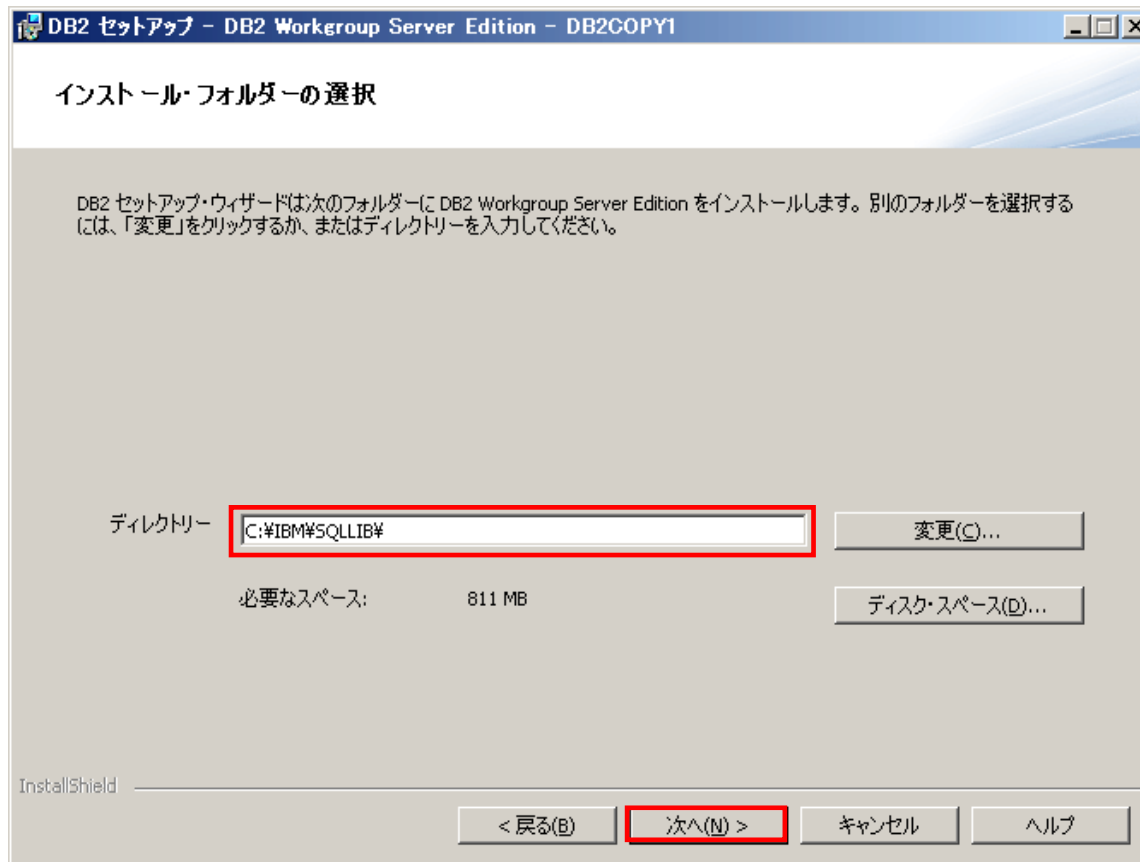 DB2 セットアップ - DB2 Workgroup Server Edition - DB2COPY1
インストール・フォルダーの選択
DB2 セットアップ・ウィザードは次のフォルダーに DB2 Workgroup Server Edition をインストールします。別のフォルダーを選択する
には、「変更」をクリックするか、またはディレクトリーを入力してください。
ディレクトリー C:¥IBM¥SQLLIB¥ 変更(C)...
必要なスペース: 811 MB ディスク・スペース(D)...
InstallShield
< 戻る(B) 次へ(N) > キャンセル ヘルプ